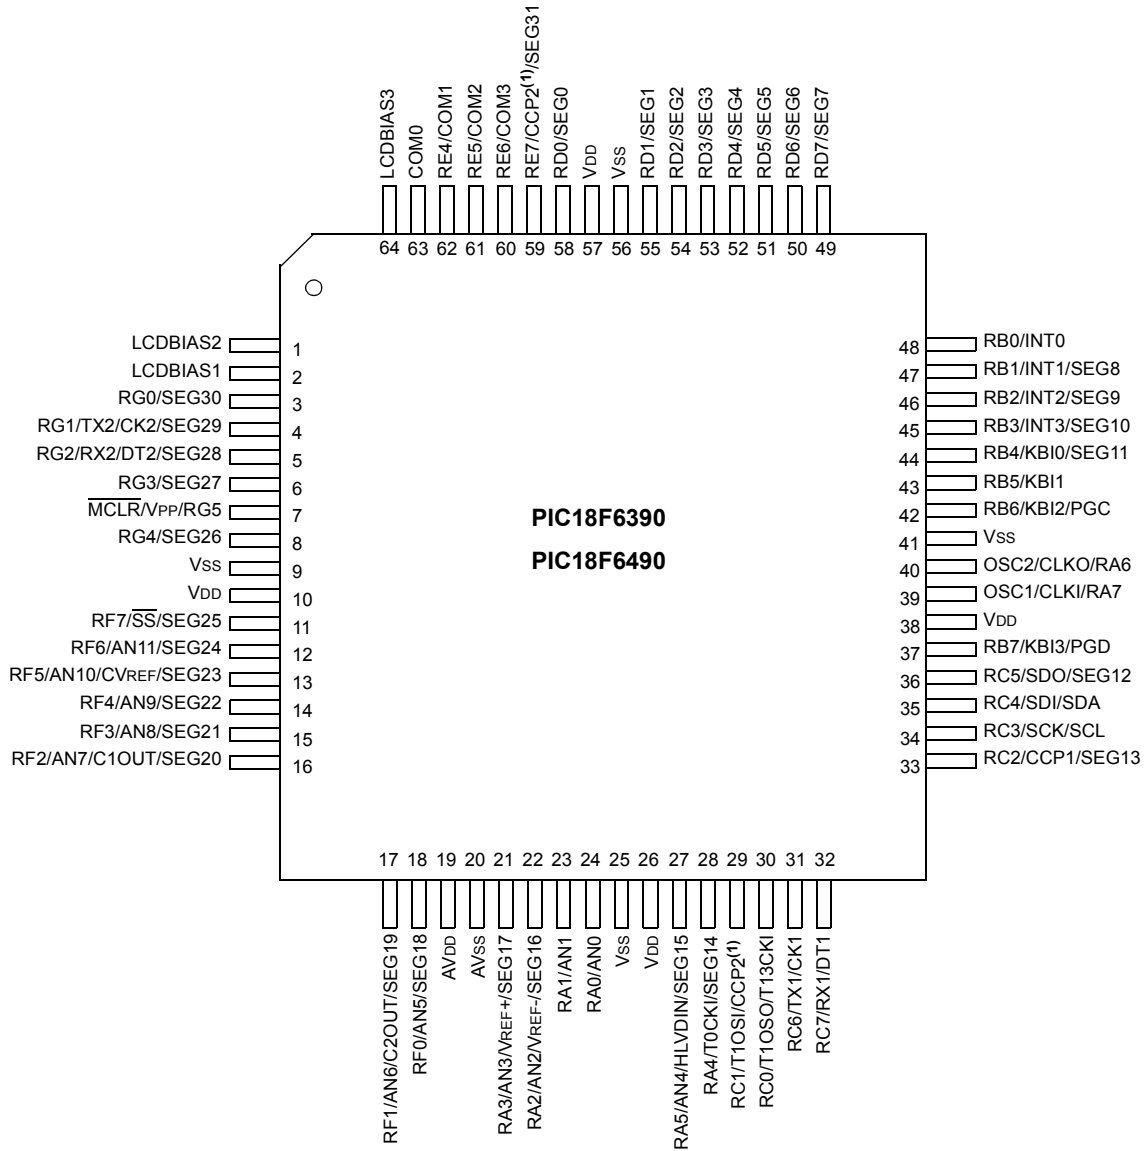 LCDBIAS3
COM0
RE4/COM1
RE5/COM2
RE6/COM3
RE7/CCP2(1)/SEG31
RD0/SEG0
VDD
VSS
RD1/SEG1
RD2/SEG2
RD3/SEG3
RD4/SEG4
RD5/SEG5
RD6/SEG6
RD7/SEG7
64 63 62 61 60 59 58 57 56 55 54 53 52 51 50 49
LCDBIAS2 1
LCDBIAS1 2
RG0/SEG30 3
RG1/TX2/CK2/SEG29 4
RG2/RX2/DT2/SEG28 5
RG3/SEG27 6
MCLR/VPP/RG5 7
RG4/SEG26 8
VSS 9
VDD 10
RF7/SS/SEG25 11
RF6/AN11/SEG24 12
RF5/AN10/CVREF/SEG23 13
RF4/AN9/SEG22 14
RF3/AN8/SEG21 15
RF2/AN7/C1OUT/SEG20 16
PIC18F6390
PIC18F6490
48 RB0/INT0
47 RB1/INT1/SEG8
46 RB2/INT2/SEG9
45 RB3/INT3/SEG10
44 RB4/KBI0/SEG11
43 RB5/KBI1
42 RB6/KBI2/PGC
41 VSS
40 OSC2/CLKO/RA6
39 OSC1/CLKI/RA7
38 VDD
37 RB7/KBI3/PGD
36 RC5/SDO/SEG12
35 RC4/SDI/SDA
34 RC3/SCK/SCL
33 RC2/CCP1/SEG13
17 18 19 20 21 22 23 24 25 26 27 28 29 30 31 32
RF1/AN6/C2OUT/SEG19
RF0/AN5/SEG18
AVDD
AVSS
RA3/AN3/VREF+/SEG17
RA2/AN2/VREF-/SEG16
RA1/AN1
RA0/AN0
VSS
VDD
RA5/AN4/HLVDIN/SEG15
RA4/T0CKI/SEG14
RC1/T1OSI/CCP2(1)
RC0/T1OSO/T13CKI
RC6/TX1/CK1
RC7/RX1/DT1